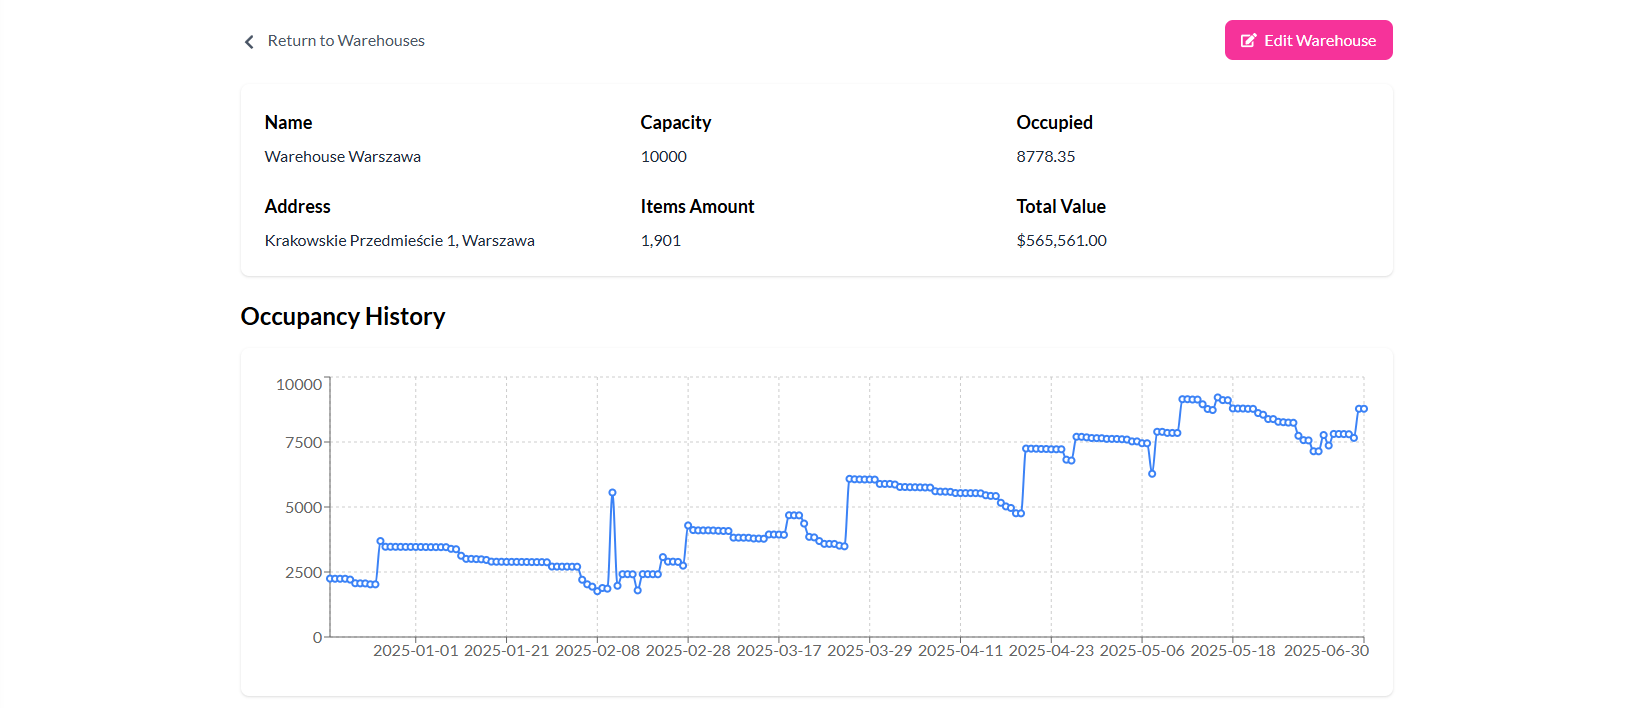 Return to Warehouses
Edit Warehouse
Name
Capacity
Occupied
Warehouse Warszawa
10000
8778.35
Address
Items Amount
Total Value
Krakowskie Przedmieście 1, Warszawa
1,901
$565,561.00
Occupancy History
10000
7500
5000
2500
0
2025-01-01 2025-01-21 2025-02-08 2025-02-28 2025-03-17 2025-03-29 2025-04-11 2025-04-23 2025-05-06 2025-05-18 2025-06-30